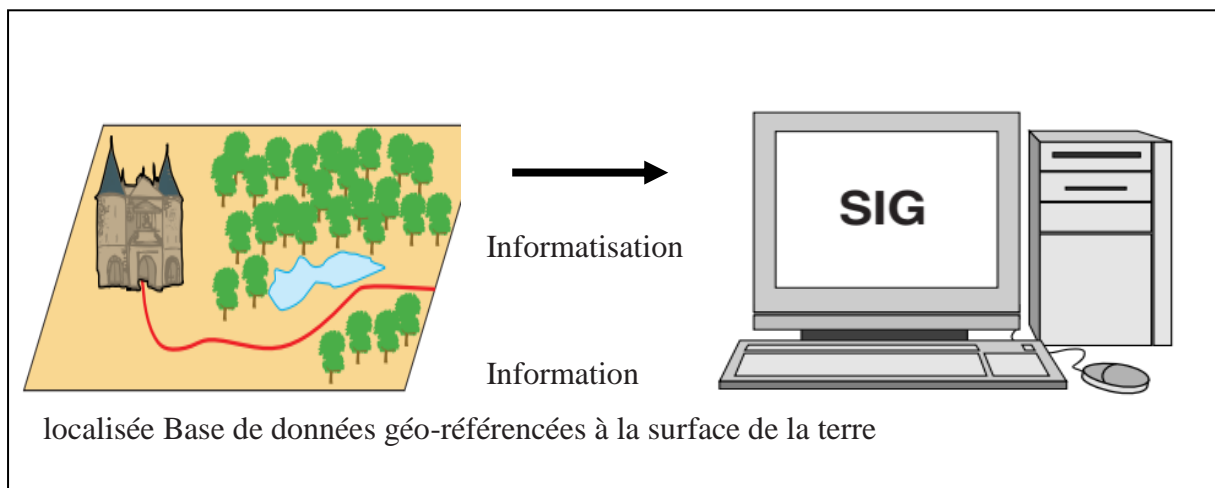 SIG
Informatisation
Information
localisée Base de données géo-référencées à la surface de la terre